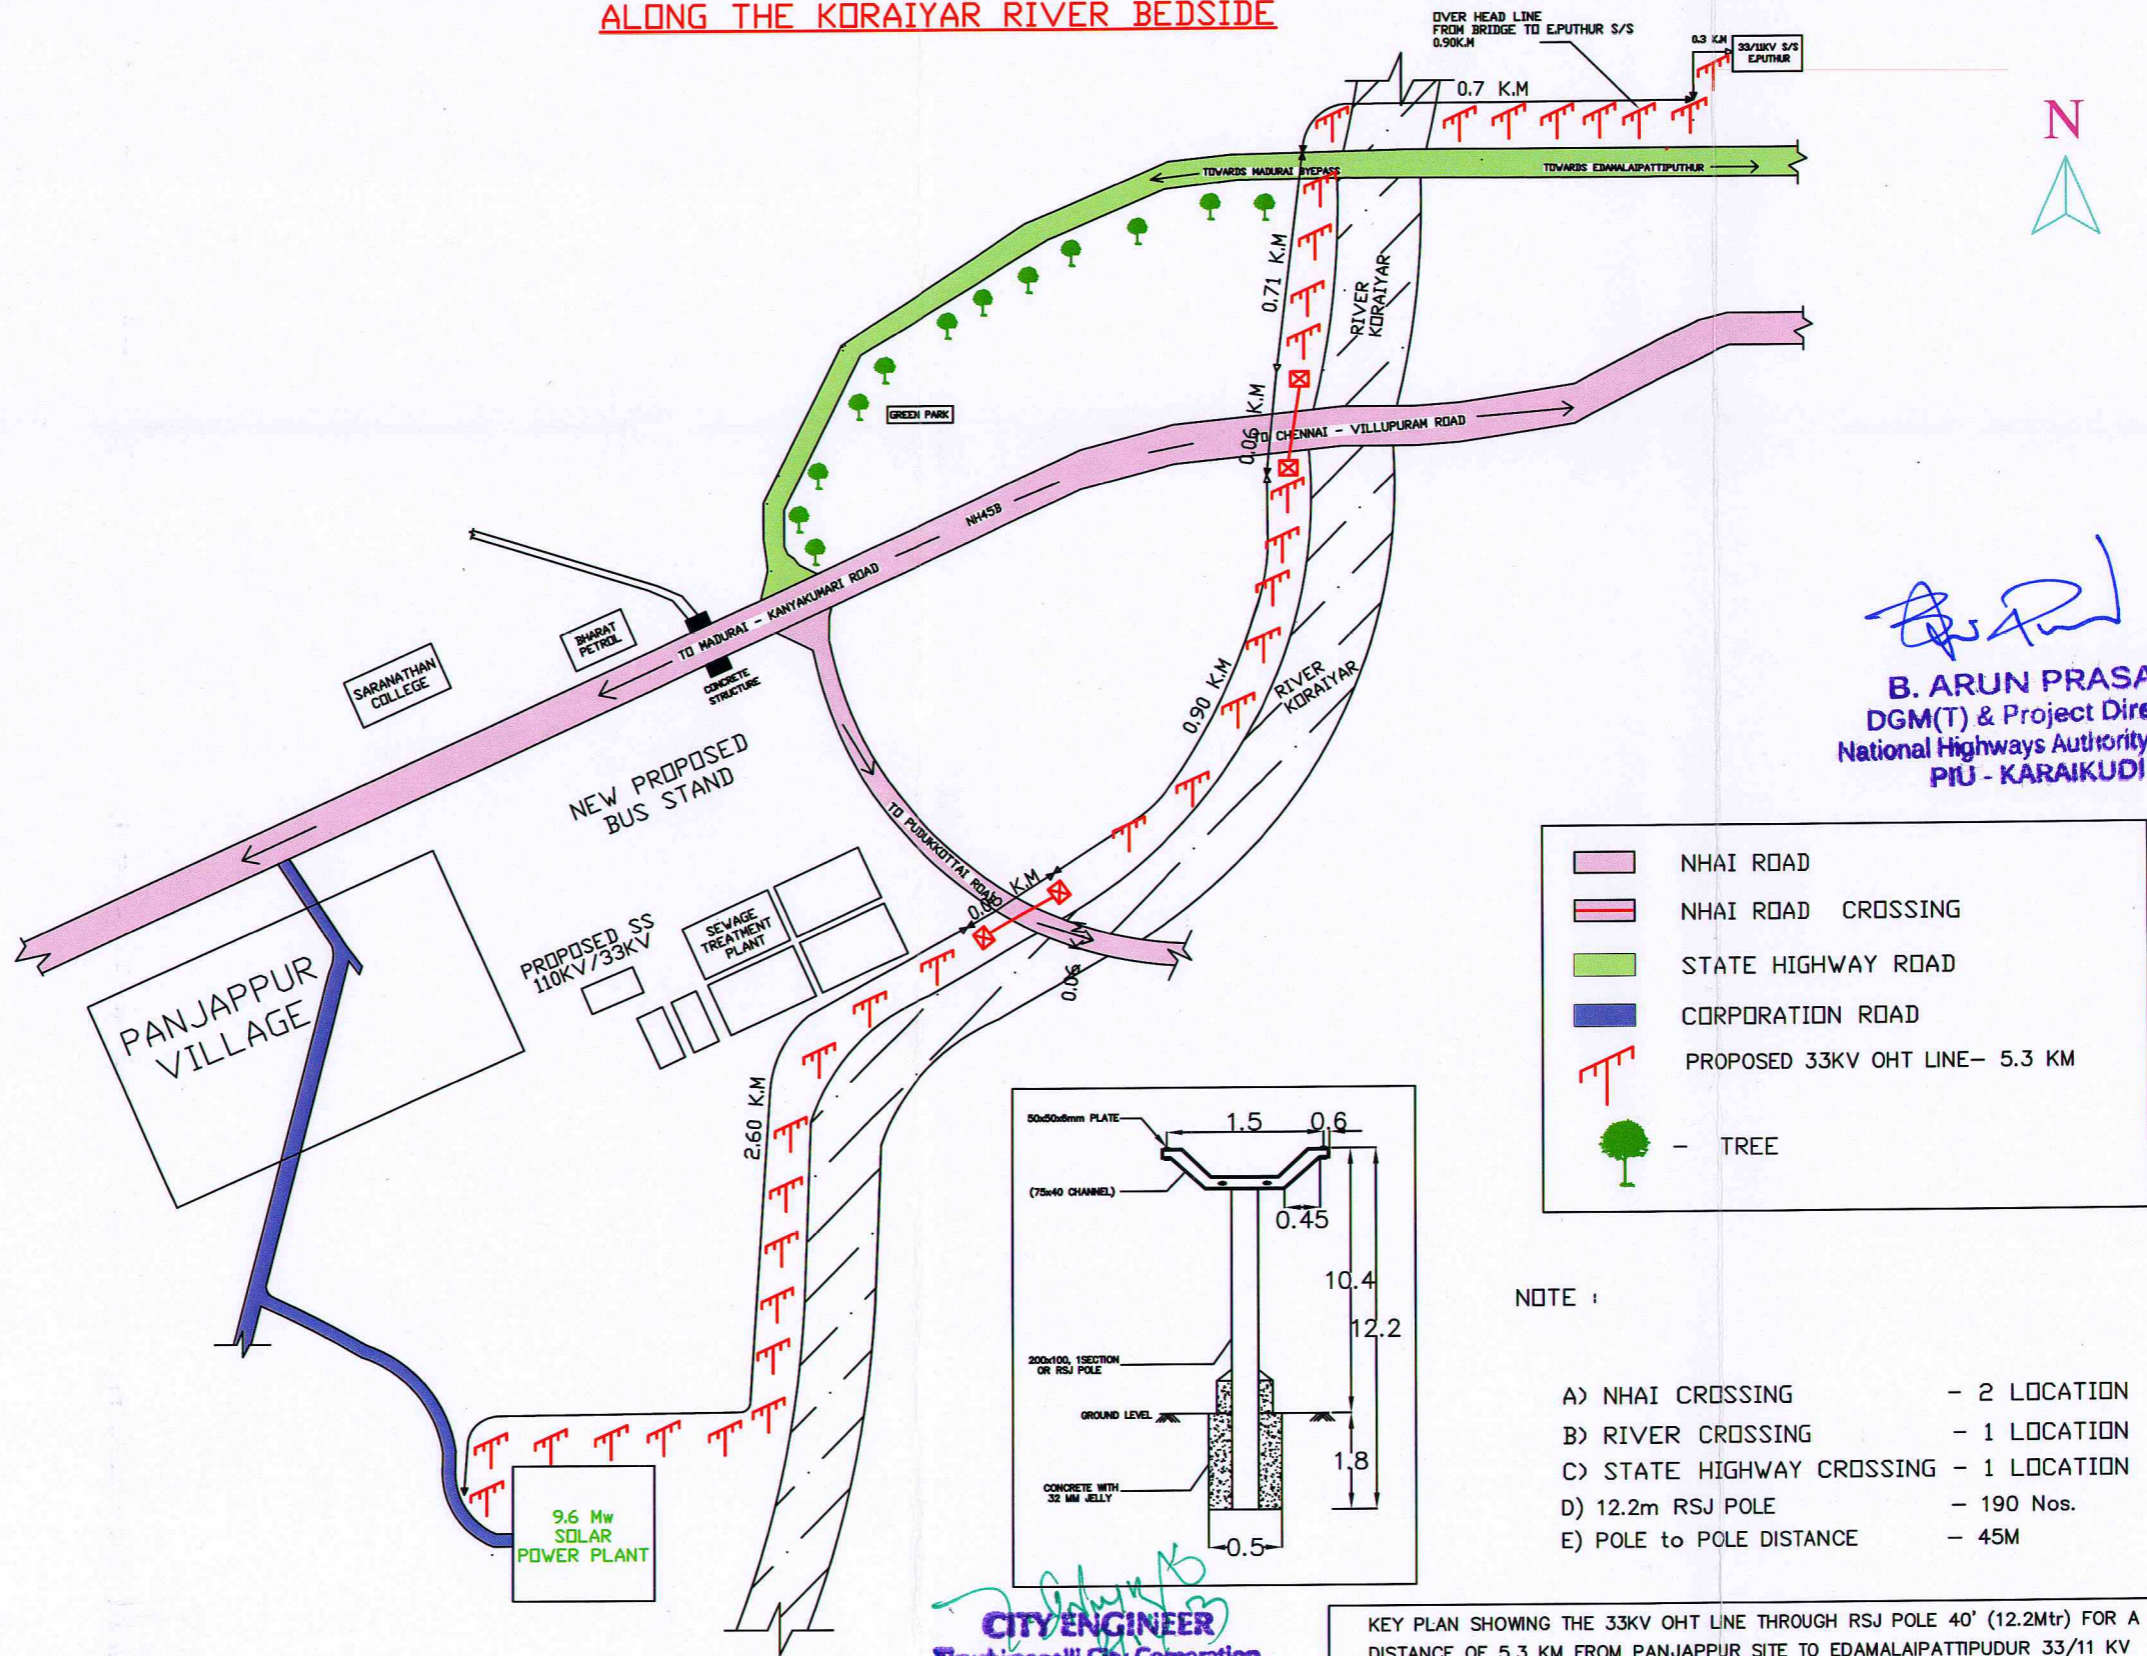 ALONG THE KORAIYAR RIVER BEDSIDE
OVER HEAD LINE
FROM BRIDGE TO E.PUTHUR S/S
0.90K.M
0.3 K.M
33/11KV S/S
E.PUTHUR
0.7 K.M
N
TOWARDS MADURAI BYEPASS
TOWARDS EDAMALAIPATTIPUTHUR
0.71 K.M
RIVER
KORAIYAR
GREEN PARK
0.06 K.M
TO CHENNAI - VILLUPURAM ROAD
NH45B
TO MADURAI - KANYAKUMARI ROAD
BHARAT
PETROL
SARANATHAN
COLLEGE
CONCRETE
STRUCTURE
0.90 K.M
RIVER
KORAIYAR
B. ARUN PRASA
DGM(T) & Project Dire
National Highways Authority
PIU - KARAIKUDI
NEW PROPOSED
BUS STAND
TO PUDUKKOTTAI ROAD
0.06 K.M
0.06 K.M
SEWAGE
TREATMENT
PLANT
PROPOSED SS
110KV/33KV
PANJAPPUR
VILLAGE
2.60 K.M
NHAI ROAD
NHAI ROAD CROSSING
STATE HIGHWAY ROAD
CORPORATION ROAD
PROPOSED 33KV OHT LINE- 5.3 KM
- TREE
50x50x6mm PLATE
1.5
0.6
(75x40 CHANNEL)
0.45
10.4
12.2
200x100, 1SECTION
OR RSJ POLE
GROUND LEVEL
1.8
CONCRETE WITH
32 MM JELLY
0.5
9.6 Mw
SOLAR
POWER PLANT
NOTE :
A) NHAI CROSSING - 2 LOCATION
B) RIVER CROSSING - 1 LOCATION
C) STATE HIGHWAY CROSSING - 1 LOCATION
D) 12.2m RSJ POLE - 190 Nos.
E) POLE to POLE DISTANCE - 45M
CITY ENGINEER
Tiruchirappalli City Corporation
KEY PLAN SHOWING THE 33KV OHT LINE THROUGH RSJ POLE 40' (12.2Mtr) FOR A
DISTANCE OF 5.3 KM FROM PANJAPPUR SITE TO EDAMALAIPATTIPUDUR 33/11 KV